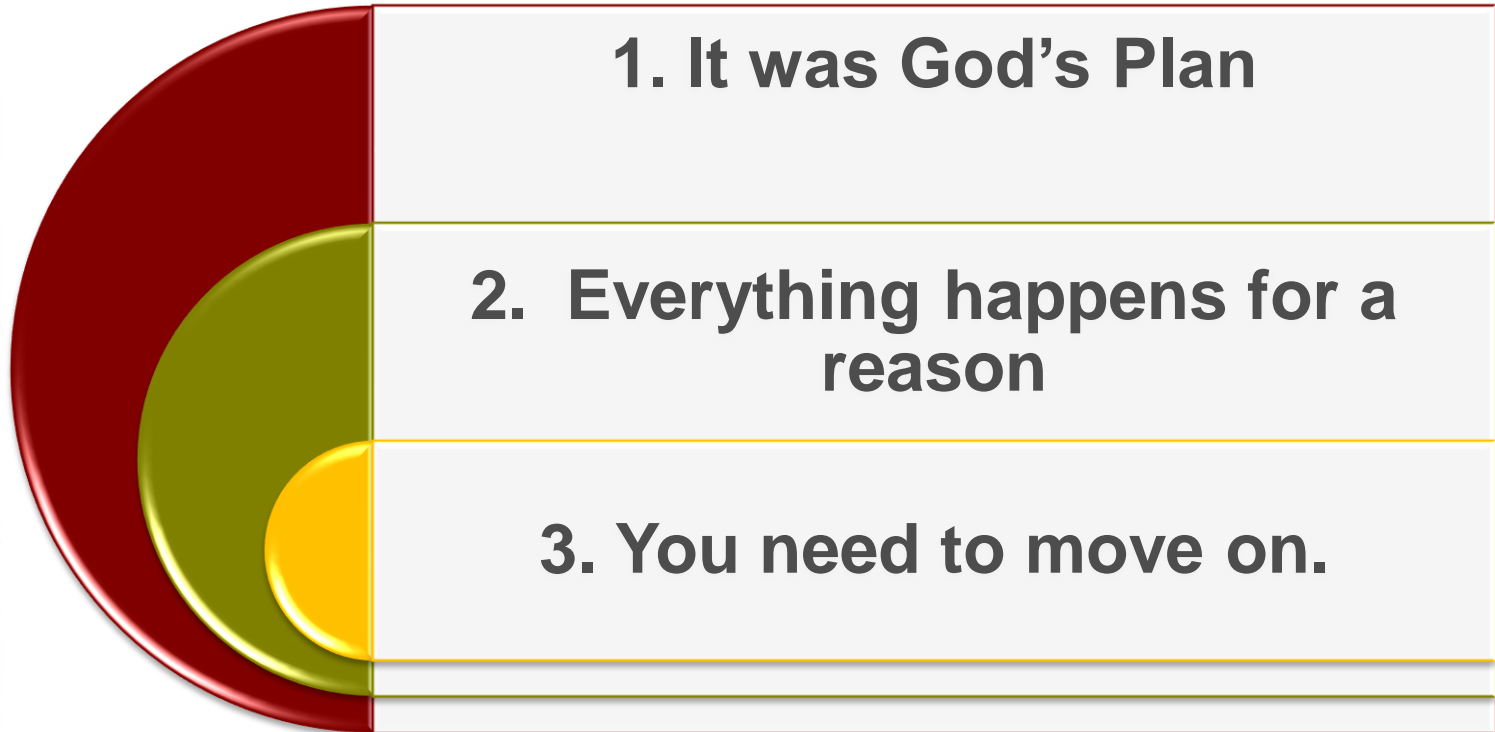 1. It was God’s Plan
2.  Everything happens for a
reason
3. You need to move on.